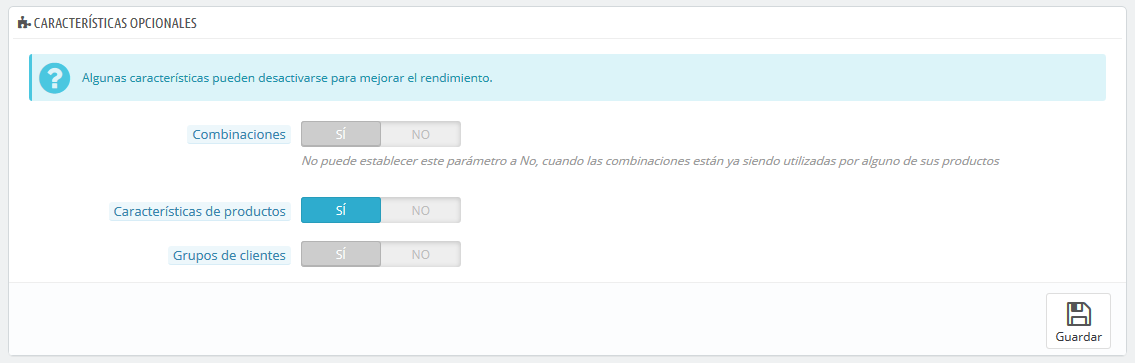 CARACTERÍSTICAS OPCIONALES
Algunas características pueden desactivarse para mejorar el rendimiento.
Combinaciones SÍ NO
No puede establecer este parámetro a No, cuando las combinaciones están ya siendo utilizadas por alguno de sus productos
Características de productos SÍ NO
Grupos de clientes SÍ NO
Guardar